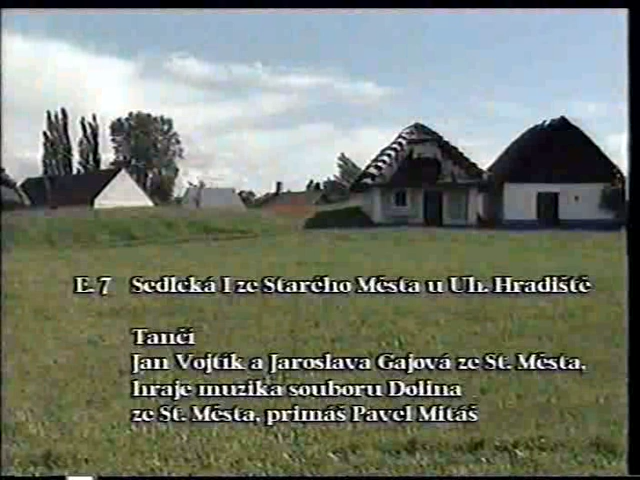 E. 7 Sedlcká I ze Starého Města u Uh. Hradiště
Tančí
Jan Vojtík a Jaroslava Gajová ze St. Města,
hraje muzika souboru Dolina
ze St. Města, primáš Pavel Mitáš